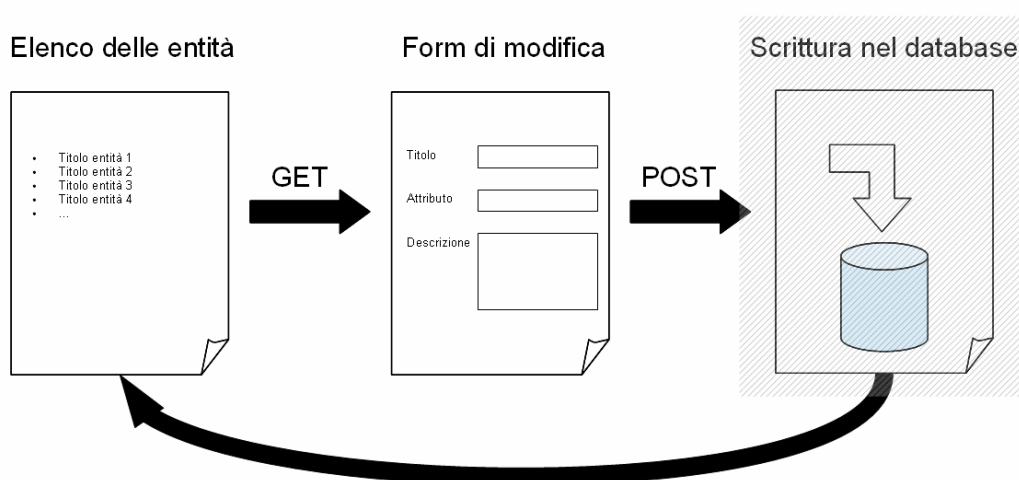 Elenco delle entità
Form di modifica
Scrittura nel database
• Titolo entità 1
• Titolo entità 2
• Titolo entità 3
• Titolo entità 4
• ...
GET
Titolo
Attributo
Descrizione
POST